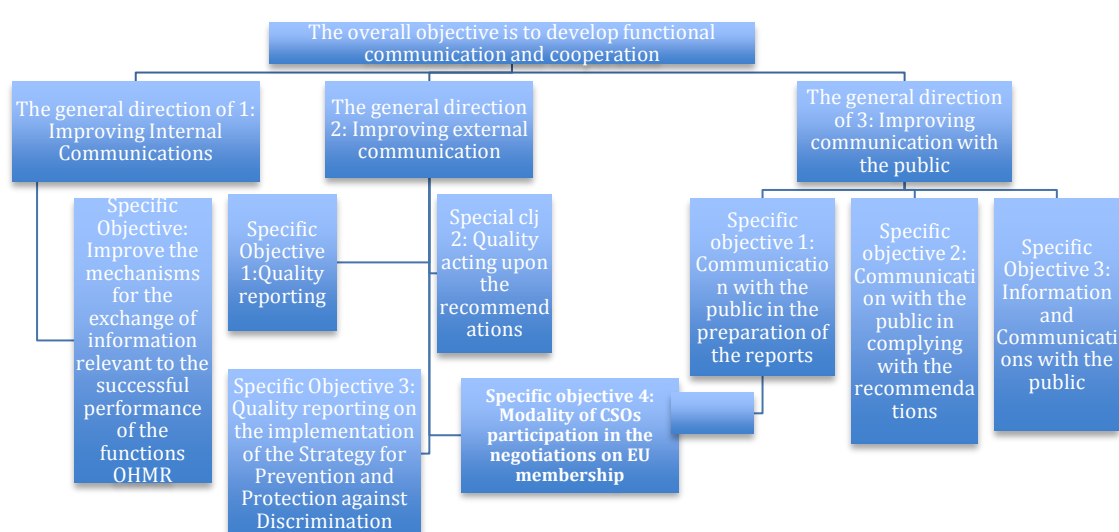 The overall objective is to develop functional
communication and cooperation
The general direction of 1:
Improving Internal
Communications
The general direction
2: Improving external
communication
The general direction
of 3: Improving
communication with
the public
Specific
Objective:
Improve the
mechanisms
for the
exchange of
information
relevant to the
successful
performance
of the
functions
OHMR
Specific
Objective
1:Quality
reporting
Special clj
2: Quality
acting upon
the
recommend
ations
Specific Objective 3:
Quality reporting on
the implementation
of the Strategy for
Prevention and
Protection against
Discrimination
Specific objective 4:
Modality of CSOs
participation in the
negotiations on EU
membership
Specific
objective 1:
Communicatio
n with the
public in the
preparation of
the reports
Specific
objective 2:
Communicati
on with the
public in
complying
with the
recommenda
tions
Specific
Objective 3:
Information
and
Communicati
ons with the
public